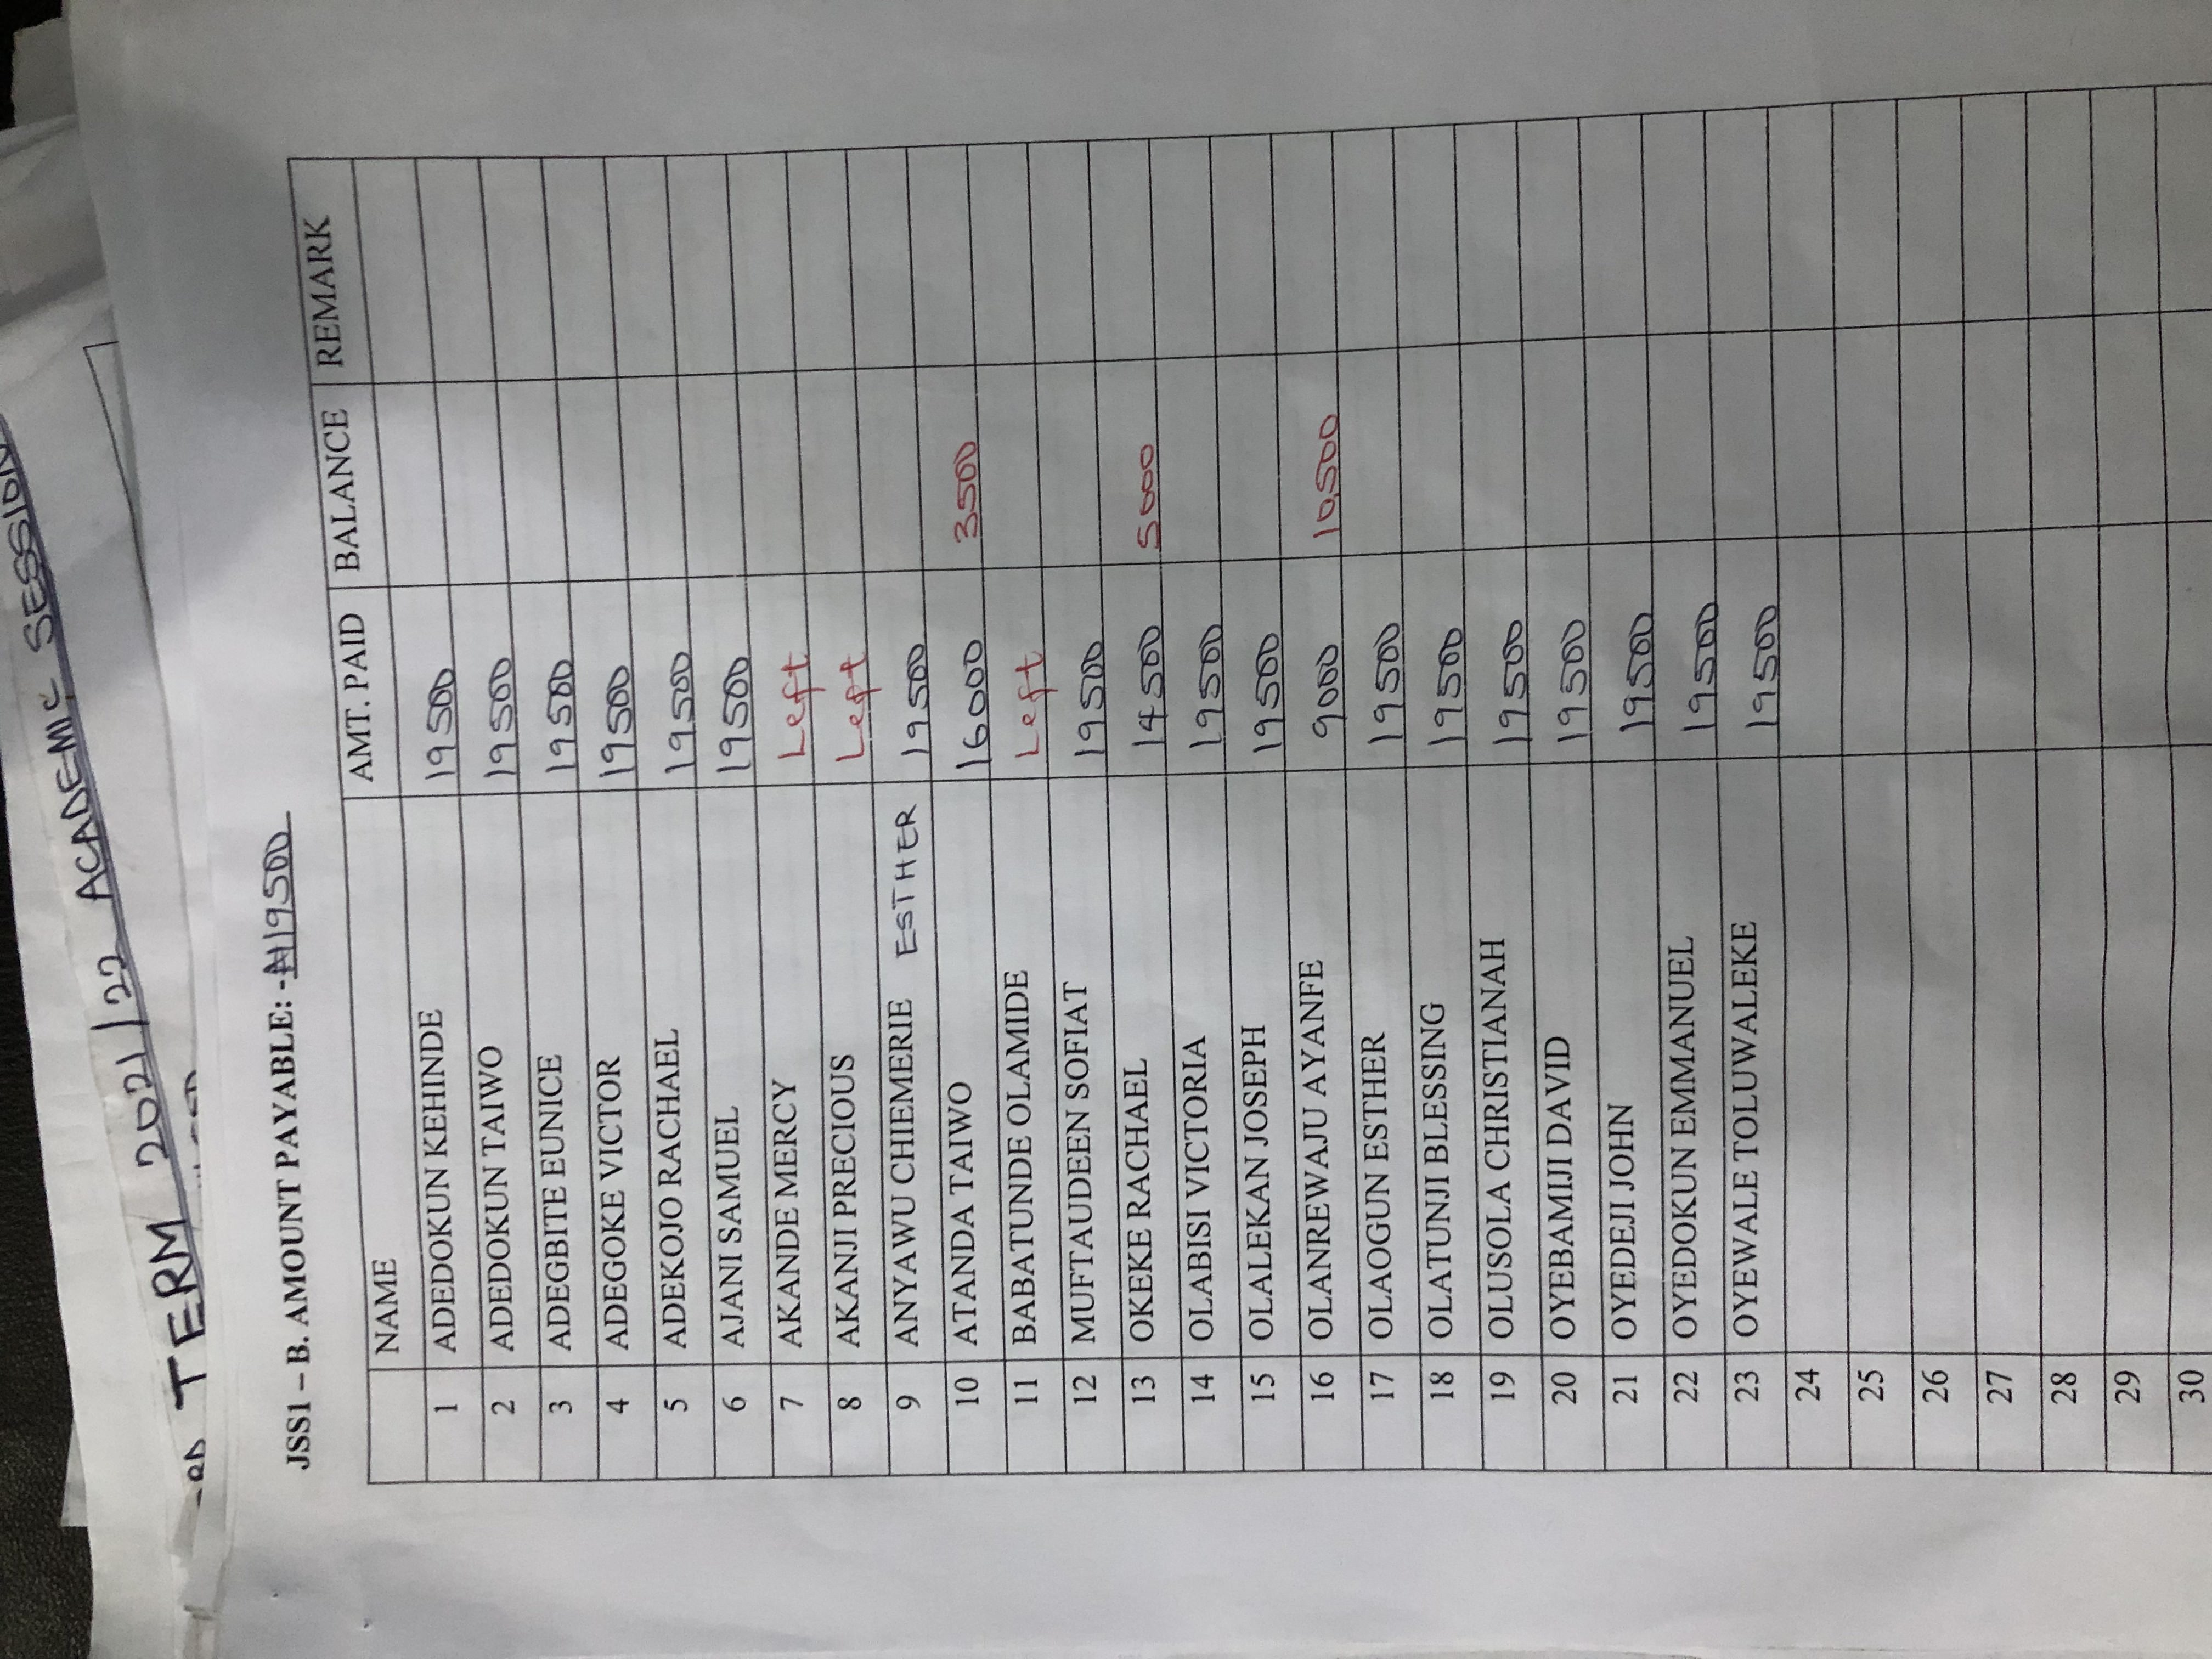 TERM 2021/22 ACADEMIC SESSION
JSS1 – B. AMOUNT PAYABLE: -₦19500
NAME AMT. PAID BALANCE REMARK
1 ADEDOKUN KEHINDE 19500
2 ADEDOKUN TAIWO 19500
3 ADEGBITE EUNICE 19500
4 ADEGOKE VICTOR 19500
5 ADEKOJO RACHAEL 19500
6 AJANI SAMUEL 19500
7 AKANDE MERCY Left
8 AKANJI PRECIOUS Left
9 ANYAWU CHIEMERIE ESTHER 19500
10 ATANDA TAIWO 16000 3500
11 BABATUNDE OLAMIDE Left
12 MUFTAUDEEN SOFIAT 19500
13 OKEKE RACHAEL 14500 5000
14 OLABISI VICTORIA 19500
15 OLALEKAN JOSEPH 19500
16 OLANREWAJU AYANFE 9000 10,500
17 OLAOGUN ESTHER 19500
18 OLATUNJI BLESSING 19500
19 OLUSOLA CHRISTIANAH 19500
20 OYEBAMIJI DAVID 19500
21 OYEDEJI JOHN 19500
22 OYEDOKUN EMMANUEL 19500
23 OYEWALE TOLUWALEKE 19500
24
25
26
27
28
29
30